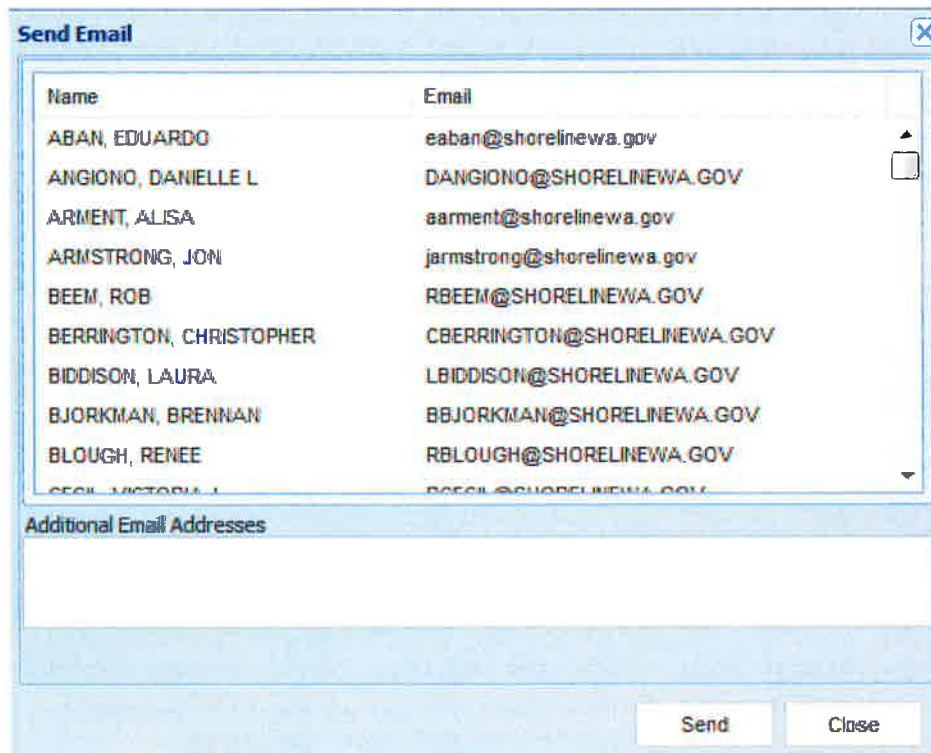 Send Email
Name Email
ABAN, EDUARDO eaban@shorelinewa.gov
ANGIONO, DANIELLE L DANGIONO@SHORELINEWA.GOV
ARMENT, ALISA aarment@shorelinewa.gov
ARMSTRONG, JON jarmstrong@shorelinewa.gov
BEEM, ROB RBEEM@SHORELINEWA.GOV
BERRINGTON, CHRISTOPHER CBERRINGTON@SHORELINEWA.GOV
BIDDISON, LAURA LBIDDISON@SHORELINEWA.GOV
BJORKMAN, BRENNAN BBJORKMAN@SHORELINEWA.GOV
BLOUGH, RENEE RBLOUGH@SHORELINEWA.GOV
Additional Email Addresses
Send Close